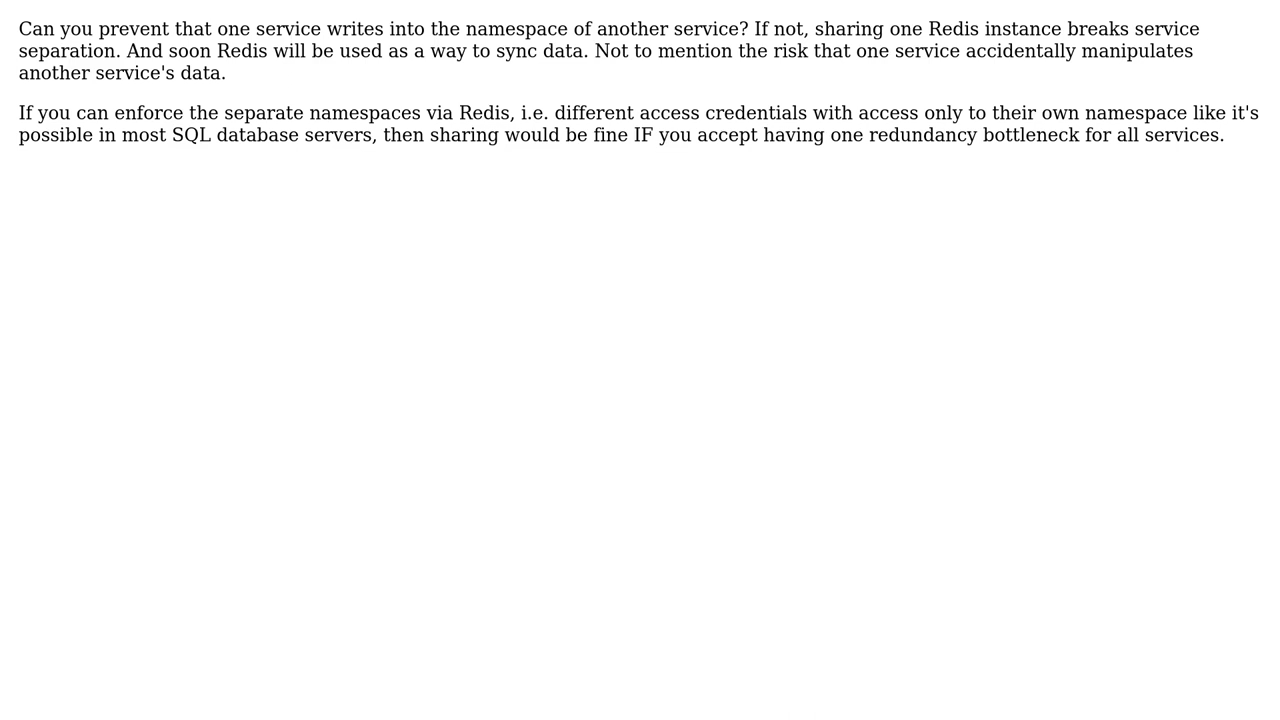 Can you prevent that one service writes into the namespace of another service? If not, sharing one Redis instance breaks service
separation. And soon Redis will be used as a way to sync data. Not to mention the risk that one service accidentally manipulates
another service's data.
If you can enforce the separate namespaces via Redis, i.e. different access credentials with access only to their own namespace like it's
possible in most SQL database servers, then sharing would be fine IF you accept having one redundancy bottleneck for all services.